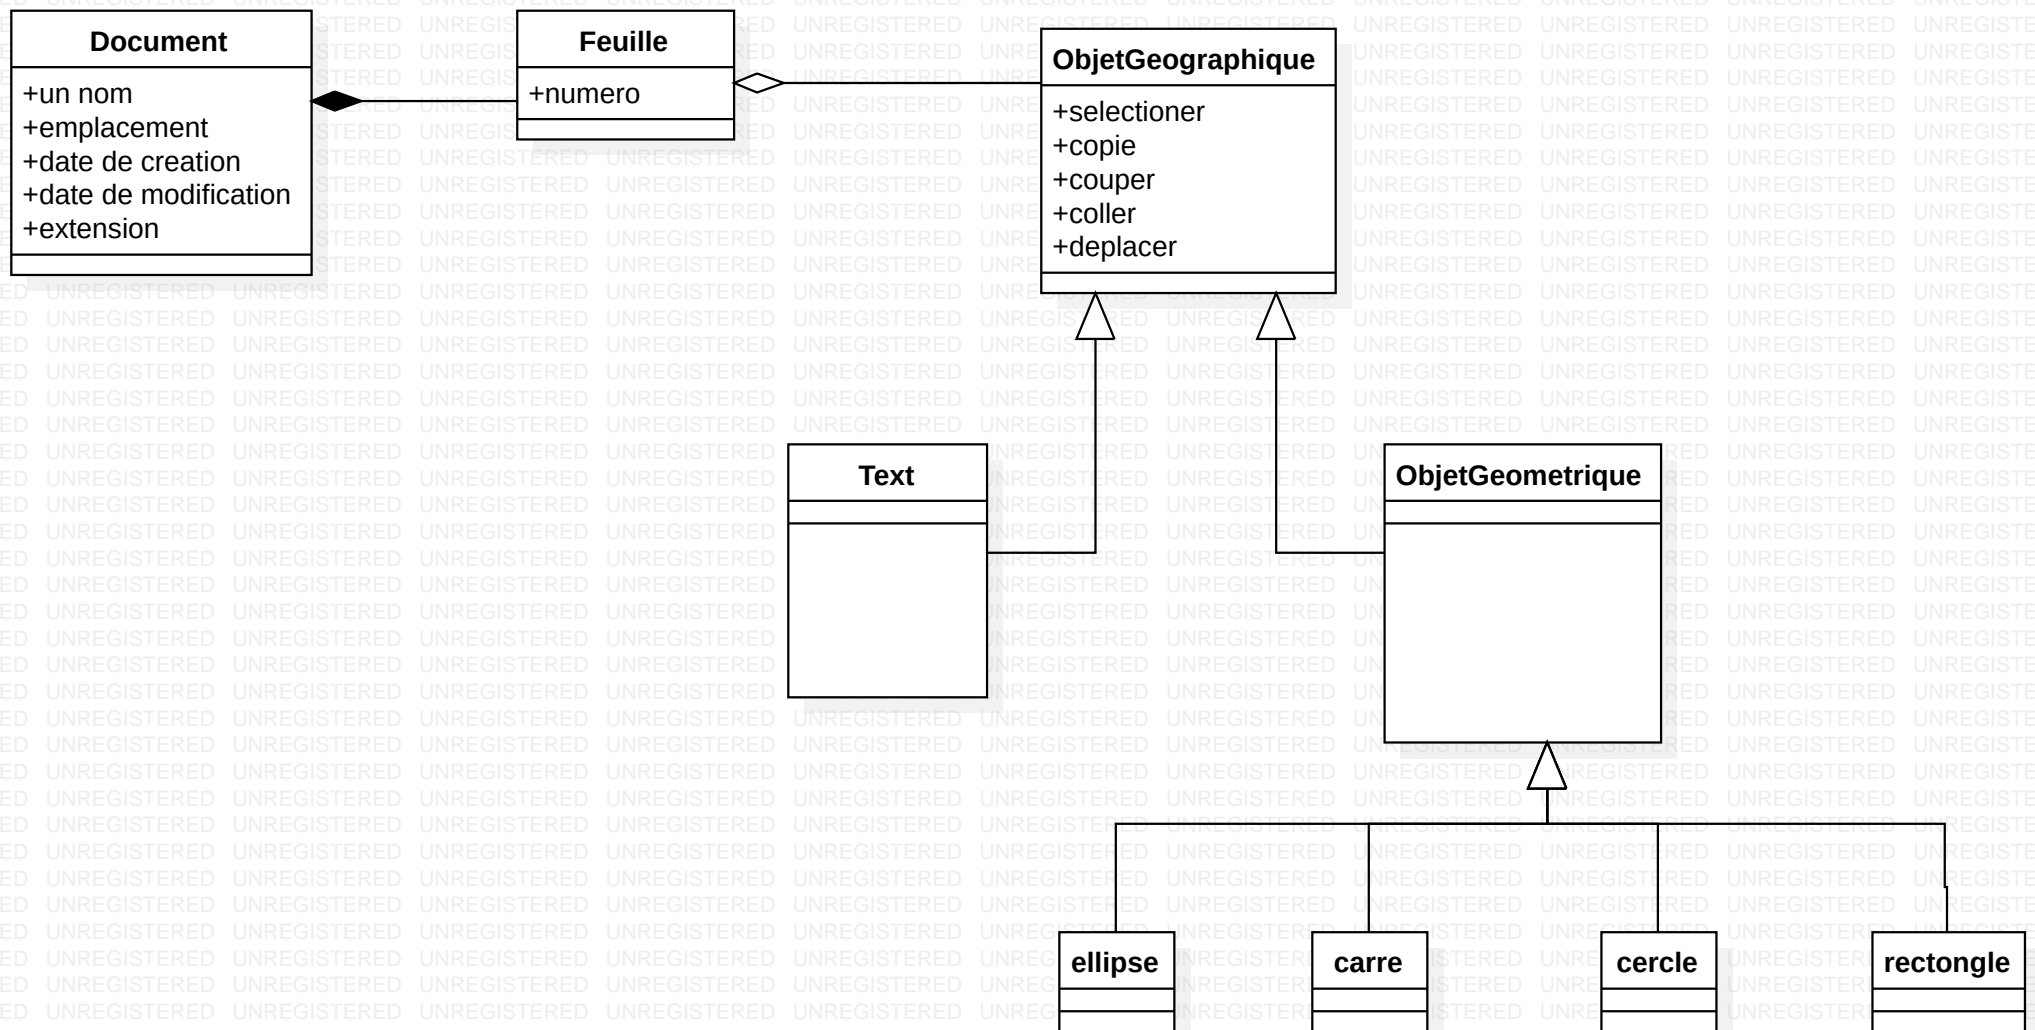 Document
+un nom
+emplacement
+date de creation
+date de modification
+extension
Feuille
+numero
ObjetGeographique
+selectioner
+copie
+couper
+coller
+deplacer
Text
ObjetGeometrique
ellipse
carre
cercle
rectongle
UNREGISTERED